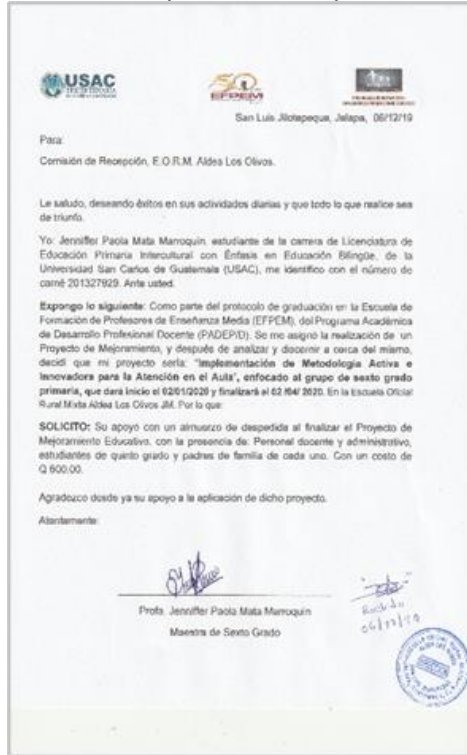 USAC
TRICENTENARIA
50
EFPEM
San Luis Jilotepeque, Jalapa, 06/12/19
Para:
Comisión de Recepción, E.O.R.M. Aldea Los Olivos.
Le saludo, deseando éxitos en sus actividades diarias y que todo lo que realice sea
de triunfo.
Yo: Jenniffer Paola Mata Marroquín, estudiante de la carrera de Licenciatura de
Educación Primaria Intercultural con Énfasis en Educación Bilingüe, de la
Universidad San Carlos de Guatemala (USAC), me identifico con el número de
carné 201327929. Ante usted.
Expongo lo siguiente: Como parte del protocolo de graduación en la Escuela de
Formación de Profesores de Enseñanza Media (EFPEM), del Programa Académica
de Desarrollo Profesional Docente (PADEP/D). Se me asignó la realización de un
Proyecto de Mejoramiento, y después de analizar y discernir a cerca del mismo,
decidí que mi proyecto sería: "Implementación de Metodología Activa e
Innovadora para la Atención en el Aula", enfocado al grupo de sexto grado
primaria, que dará inicio el 02/01/2020 y finalizará el 02 /04/ 2020. En la Escuela Oficial
Rural Mixta Aldea Los Olivos JM. Por lo que:
SOLICITO: Su apoyo con un almuerzo de despedida al finalizar el Proyecto de
Mejoramiento Educativo, con la presencia de: Personal docente y administrativo,
estudiantes de quinto grado y padres de familia de cada uno. Con un costo de
Q 600.00.
Agradezco desde ya su apoyo a la aplicación de dicho proyecto.
Atentamente:
Profa. Jenniffer Paola Mata Marroquín
Maestra de Sexto Grado
Recibido
06/12/19